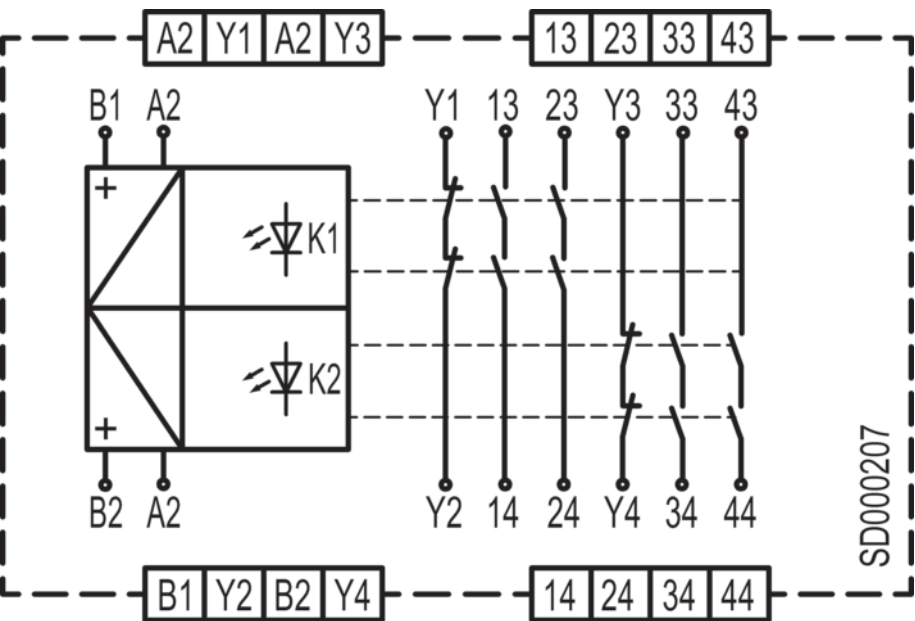 A2 Y1 A2 Y3 13 23 33 43
B1 A2 Y1 13 23 Y3 33 43
+
K1
K2
+
B2 A2 Y2 14 24 Y4 34 44
SD000207
B1 Y2 B2 Y4 14 24 34 44